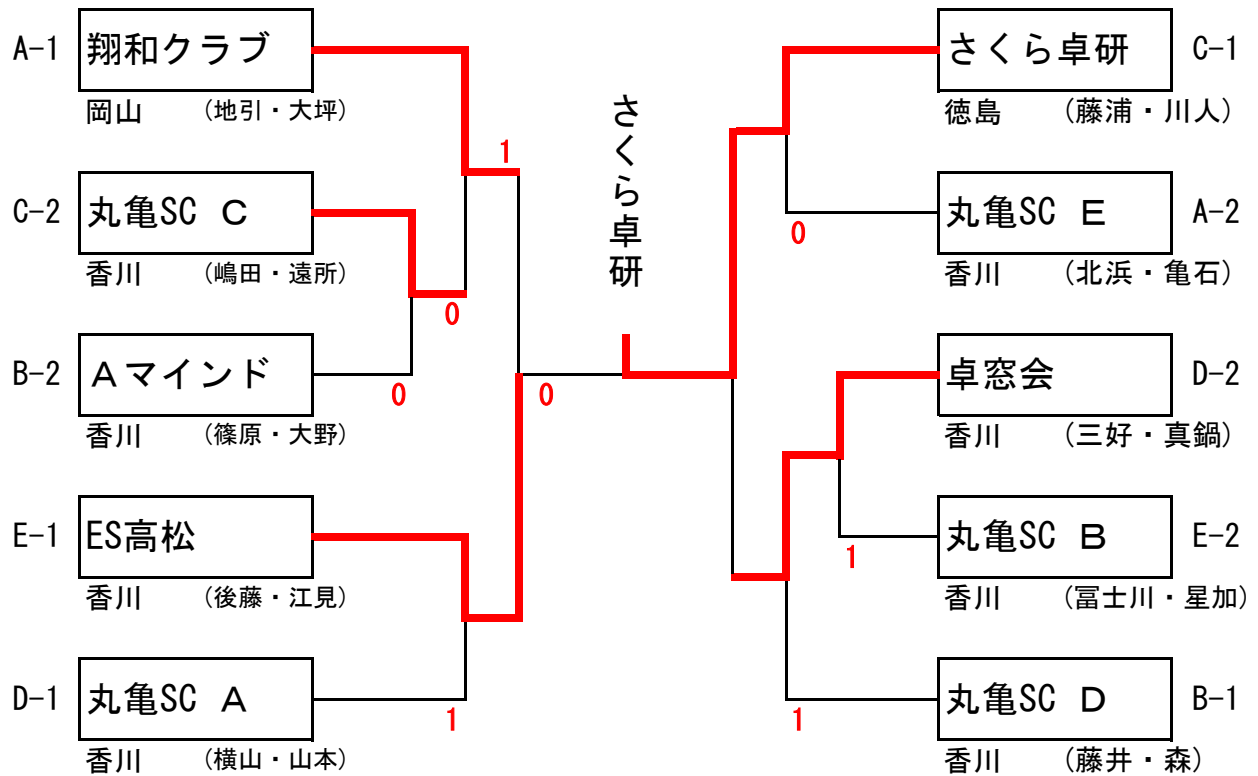 A-1 翔和クラブ
岡山 (地引・大坪)
C-2 丸亀SC C
香川 (嶋田・遠所)
B-2 Aマインド
香川 (篠原・大野)
E-1 ES高松
香川 (後藤・江見)
D-1 丸亀SC A
香川 (横山・山本)
1
0
0
1
0
さくら卓研
さくら卓研 C-1
徳島 (藤浦・川人)
丸亀SC E A-2
香川 (北浜・亀石)
卓窓会 D-2
香川 (三好・真鍋)
丸亀SC B E-2
香川 (冨士川・星加)
丸亀SC D B-1
香川 (藤井・森)
0
1
1